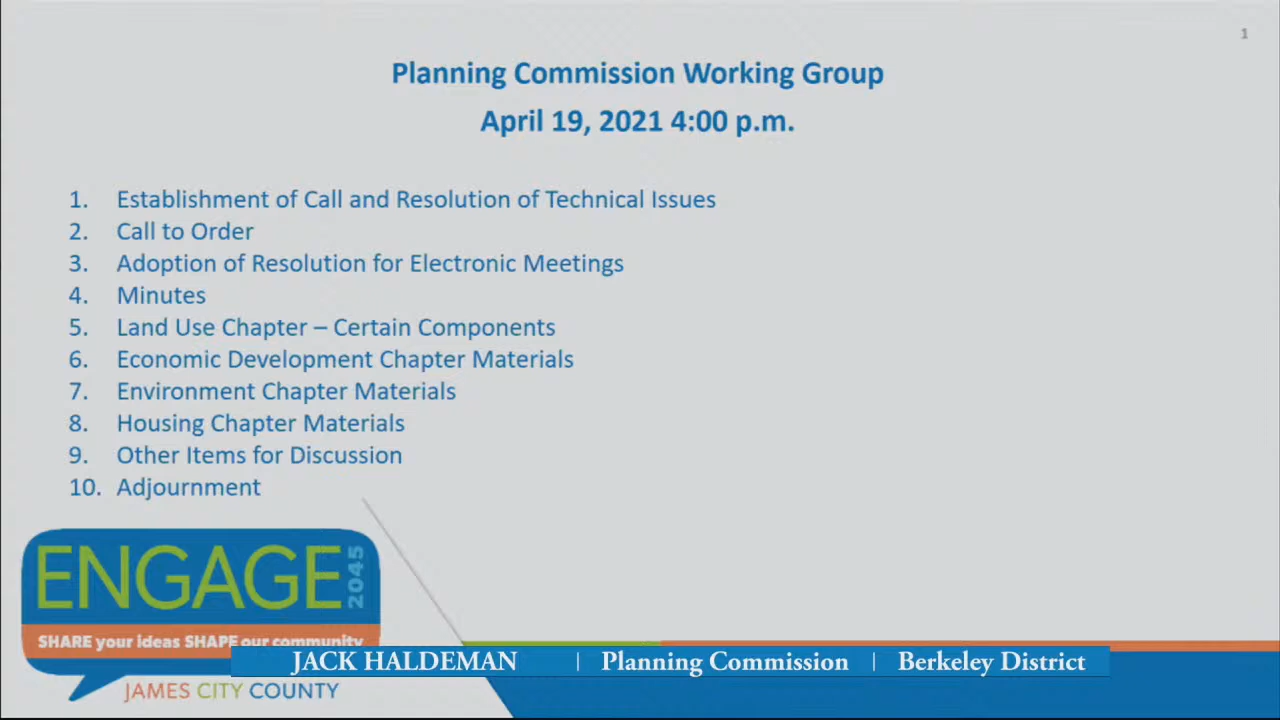 1
Planning Commission Working Group
April 19, 2021 4:00 p.m.
1. Establishment of Call and Resolution of Technical Issues
2. Call to Order
3. Adoption of Resolution for Electronic Meetings
4. Minutes
5. Land Use Chapter – Certain Components
6. Economic Development Chapter Materials
7. Environment Chapter Materials
8. Housing Chapter Materials
9. Other Items for Discussion
10. Adjournment
ENGAGE 2045
SHARE your ideas SHAPE our community
JACK HALDEMAN | Planning Commission | Berkeley District
JAMES CITY COUNTY